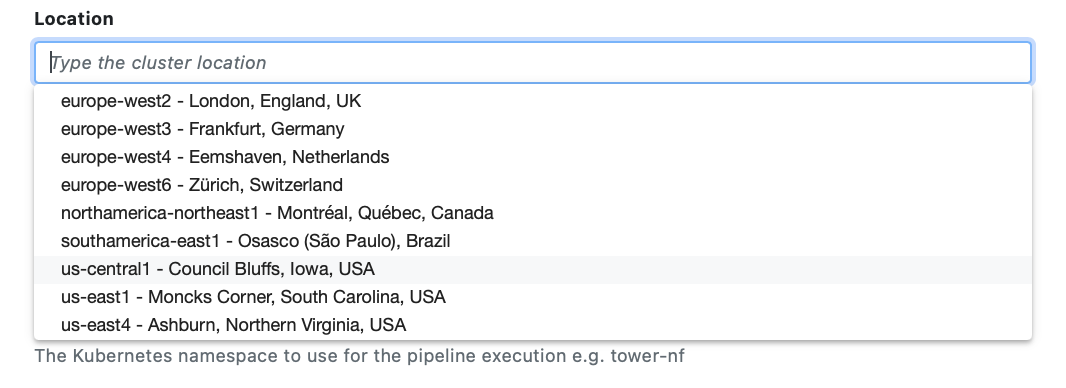 Location
Type the cluster location
europe-west2 - London, England, UK
europe-west3 - Frankfurt, Germany
europe-west4 - Eemshaven, Netherlands
europe-west6 - Zürich, Switzerland
northamerica-northeast1 - Montréal, Québec, Canada
southamerica-east1 - Osasco (São Paulo), Brazil
us-central1 - Council Bluffs, Iowa, USA
us-east1 - Moncks Corner, South Carolina, USA
us-east4 - Ashburn, Northern Virginia, USA
The Kubernetes namespace to use for the pipeline execution e.g. tower-nf